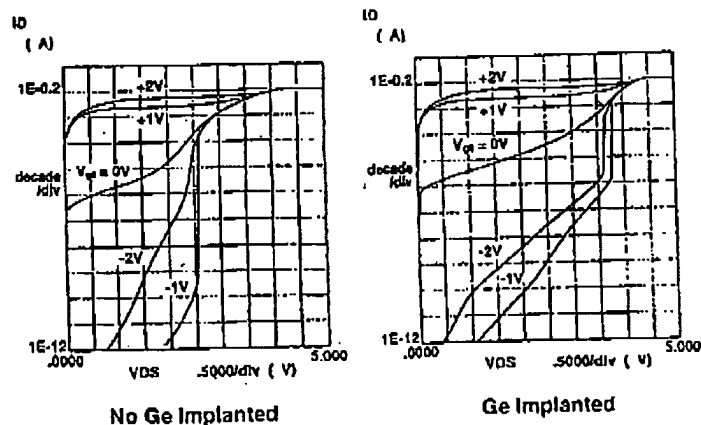 ID
( A)
1E-0.2
+2V
+1V
Vgs = 0V
decade
/div
-2V
-1V
1E-12
.0000
VDS
.5000/div ( V)
5.000
No Ge Implanted
ID
( A)
1E-0.2
+2V
+1V
Vgs = 0V
decade
/div
-2V
-1V
1E-12
.0000
VDS
.5000/div ( V)
5.000
Ge Implanted